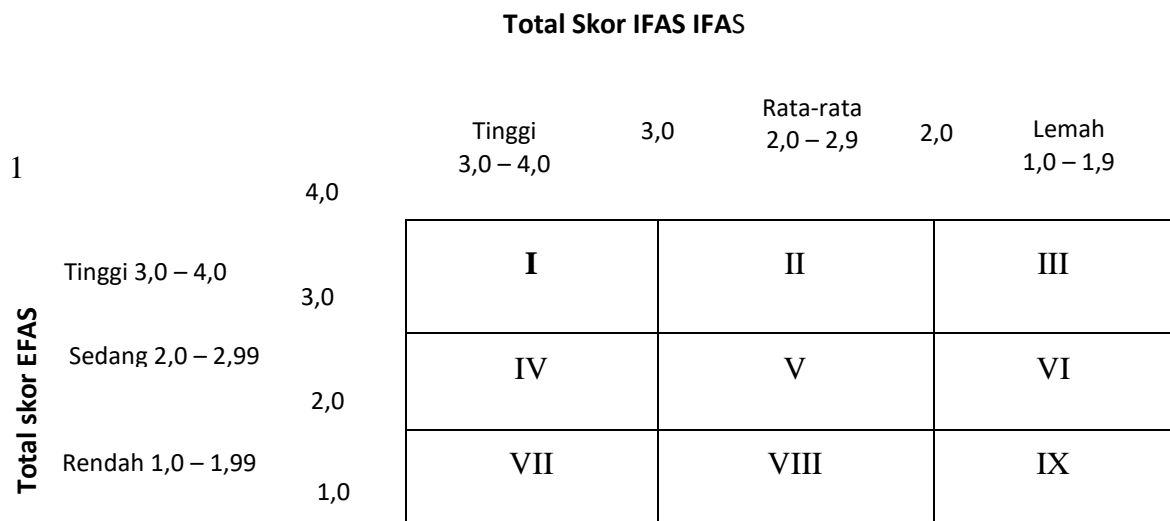 Total Skor IFAS IFAS
Tinggi
3,0 – 4,0
3,0
Rata-rata
2,0 – 2,9
2,0
Lemah
1,0 – 1,9
1
4,0
Total skor EFAS
Tinggi 3,0 – 4,0
3,0
I
II
III
Sedang 2,0 – 2,99
2,0
IV
V
VI
Rendah 1,0 – 1,99
1,0
VII
VIII
IX